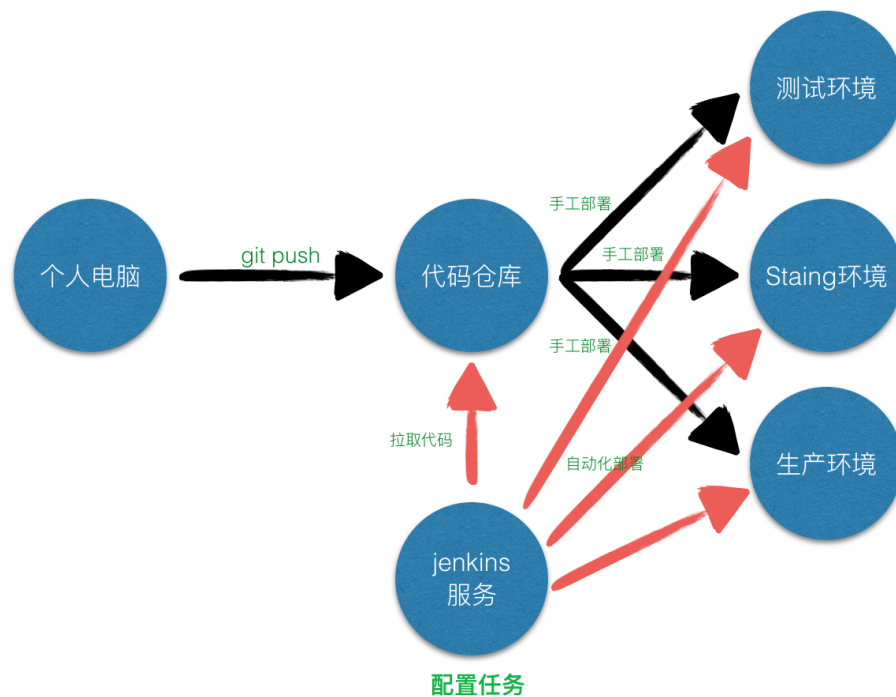 测试环境
手工部署
个人电脑
git push
代码仓库
手工部署
Staing环境
手工部署
拉取代码
自动化部署
生产环境
jenkins
服务
配置任务